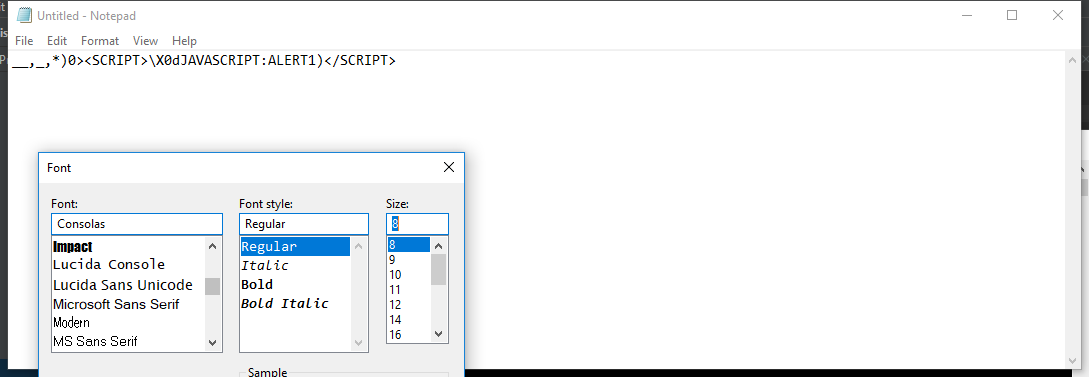 Untitled - Notepad
File Edit Format View Help
__,_,*)0><SCRIPT>\X0dJAVASCRIPT:ALERT1)</SCRIPT>
Font
Font: Font style: Size:
Consolas Regular 8
Impact Regular 8
Lucida Console Italic 9
Lucida Sans Unicode Bold 10
Microsoft Sans Serif Bold Italic 11
Modern 12
MS Sans Serif 14
16
Sample